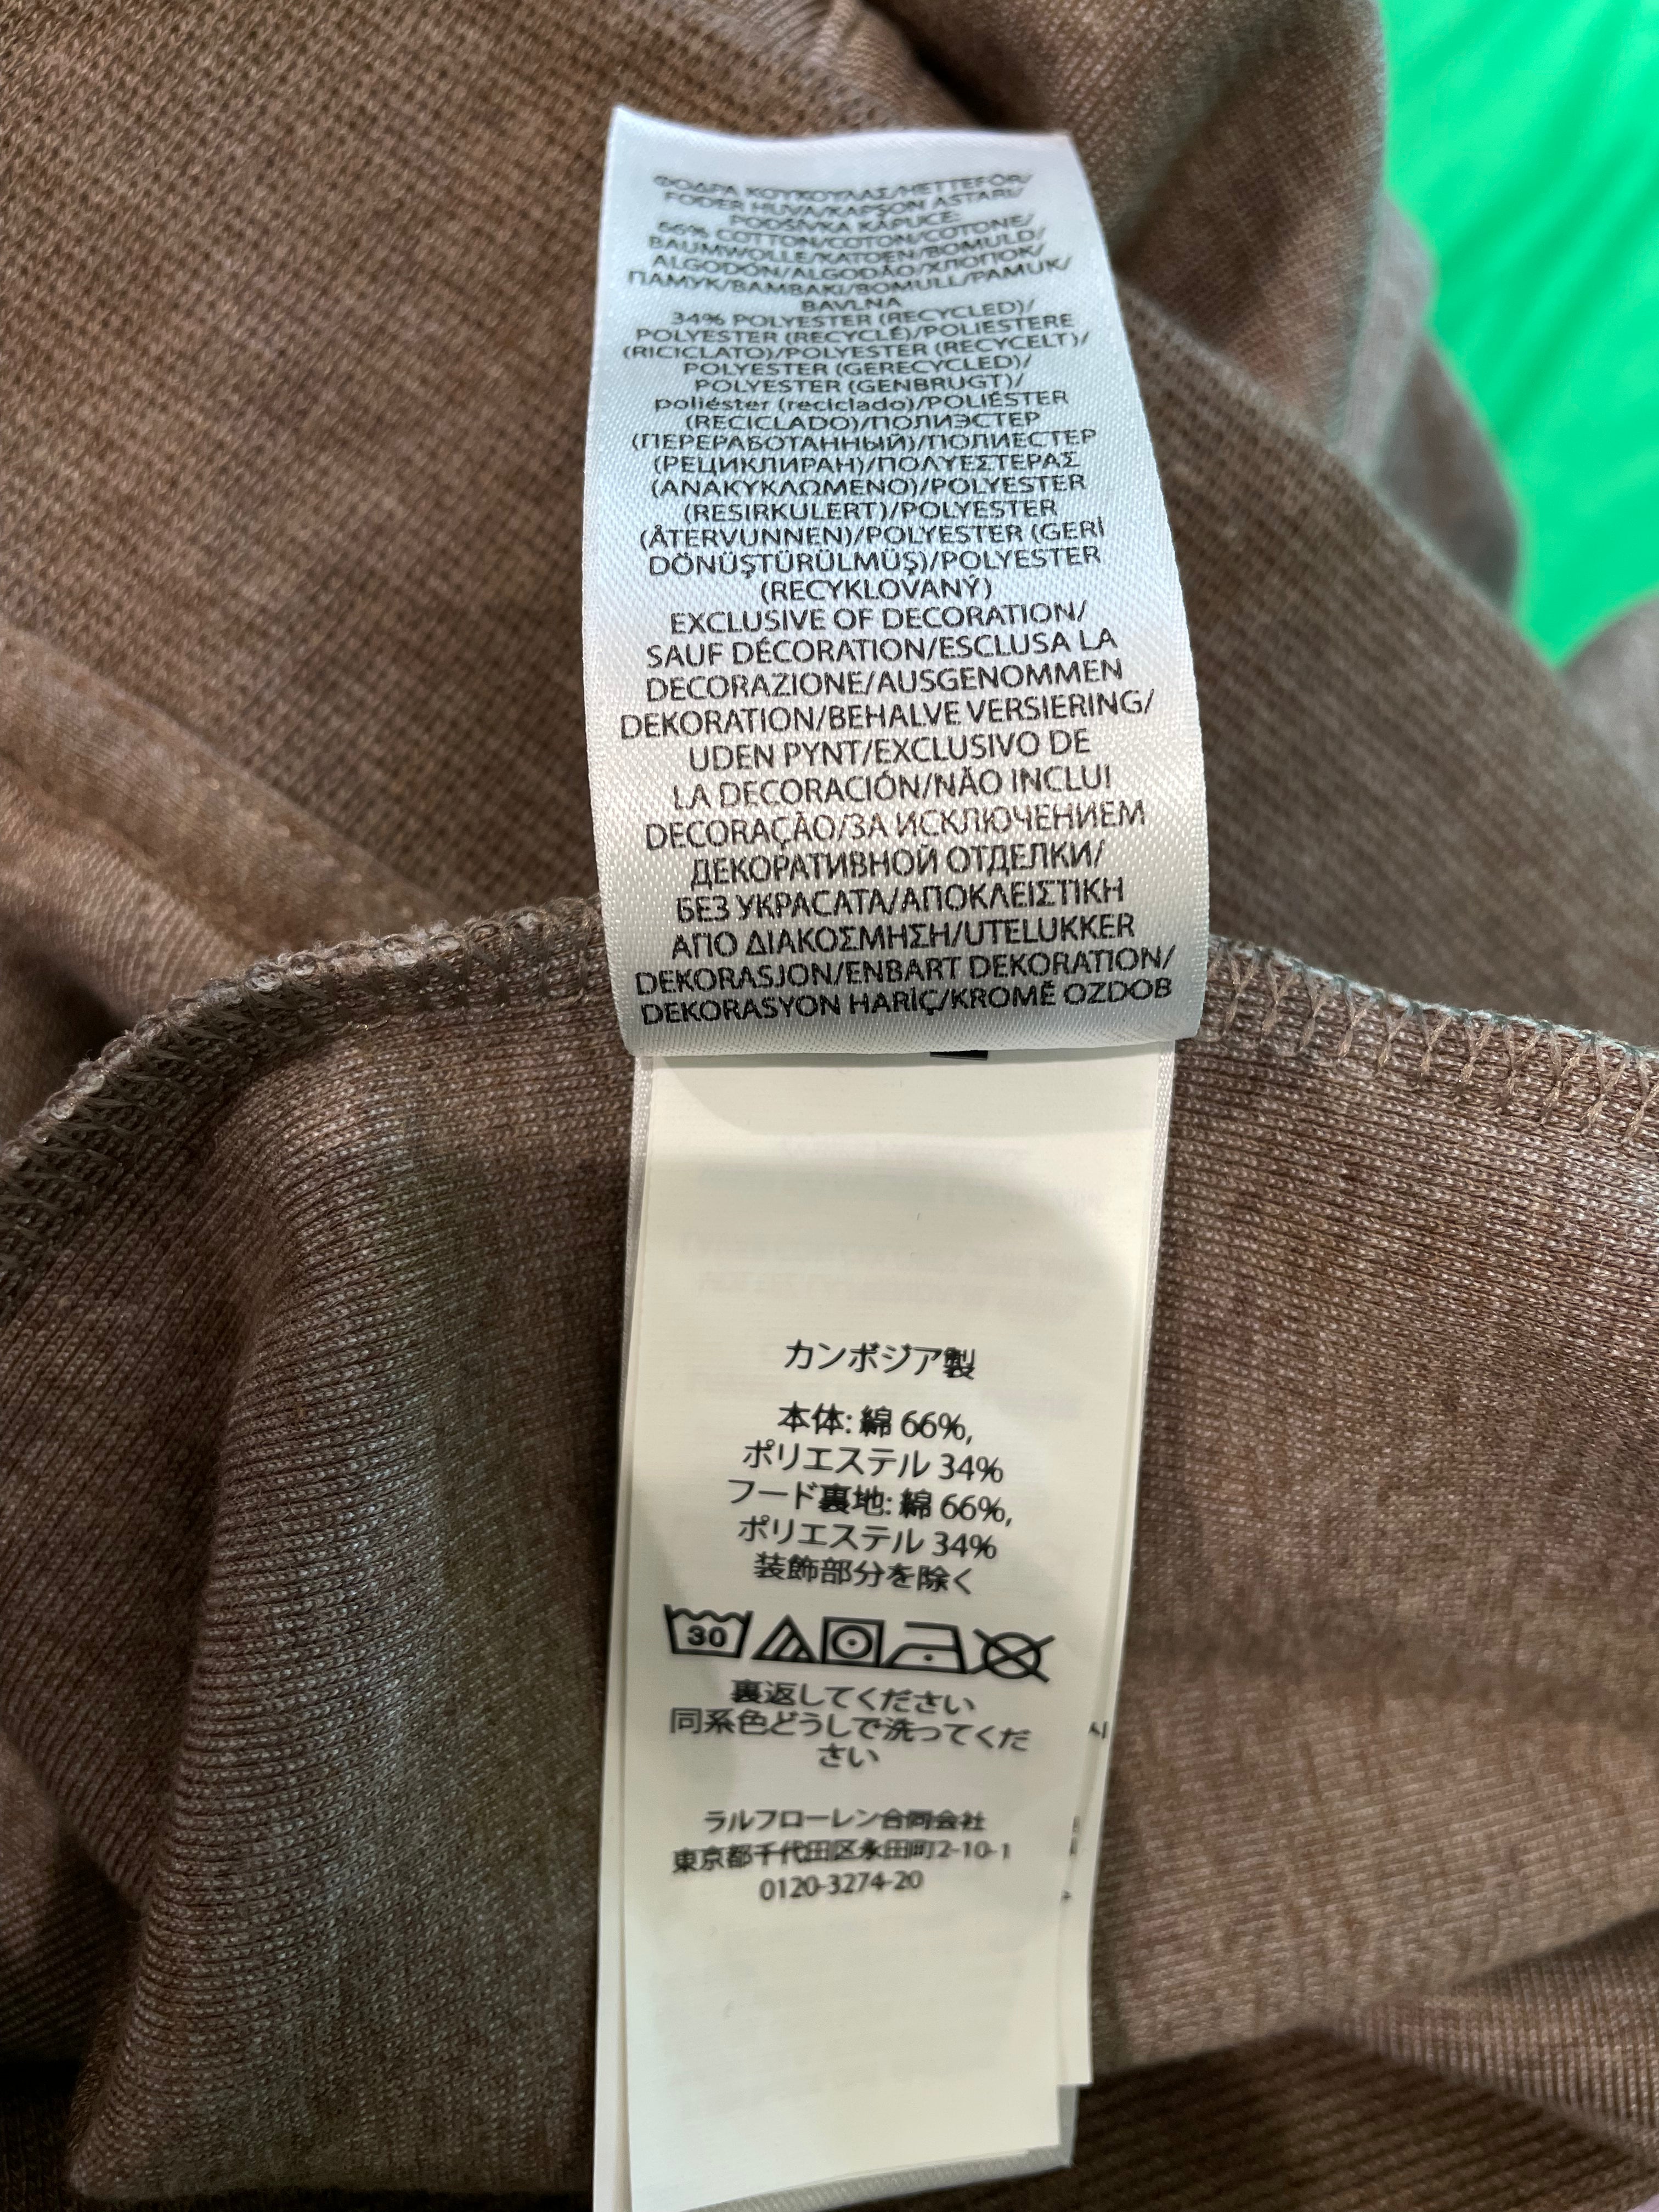 ΦΟΔΡΑ ΚΟΥΚΟΥΛΑΣ/HETTEFÔR/
FODER HUVA/KAPŞON ASTARI/
PODŠÍVKA KAPUCE:
66% COTTON/COTON/COTONE/
BAUMWOLLE/KATOEN/BOMULD/
ALGODÓN/ALGODÃO/ХЛОПОК/
ПАМУК/ΒΑΜΒΑΚΙ/BOMULL/PAMUK/
BAVLNA
34% POLYESTER (RECYCLED)/
POLYESTER (RECYCLÉ)/POLIESTERE
(RICICLATO)/POLYESTER (RECYCELT)/
POLYESTER (GERECYCLED)/
POLYESTER (GENBRUGT)/
poliéster (reciclado)/POLIÉSTER
(RECICLADO)/ПОЛИЭСТЕР
(ПЕРЕРАБОТАННЫЙ)/ПОЛИЕСТЕР
(РЕЦИКЛИРАН)/ΠΟΛΥΕΣΤΕΡΑΣ
(ΑΝΑΚΥΚΛΩΜΕΝΟ)/POLYESTER
(RESIRKULERT)/POLYESTER
(ÅTERVUNNEN)/POLYESTER (GERİ
DÖNÜŞTÜRÜLMÜŞ)/POLYESTER
(RECYKLOVANÝ)
EXCLUSIVE OF DECORATION/
SAUF DÉCORATION/ESCLUSA LA
DECORAZIONE/AUSGENOMMEN
DEKORATION/BEHALVE VERSIERING/
UDEN PYNT/EXCLUSIVO DE
LA DECORACIÓN/NÃO INCLUI
DECORAÇÃO/ЗА ИСКЛЮЧЕНИЕМ
ДЕКОРАТИВНОЙ ОТДЕЛКИ/
БЕЗ УКРАСАТА/ΑΠΟΚΛΕΙΣΤΙΚΗ
ΑΠΟ ΔΙΑΚΟΣΜΗΣΗ/UTELUKKER
DEKORASJON/ENBART DEKORATION/
DEKORASYON HARİÇ/KROMĚ OZDOB
カンボジア製
本体: 綿 66%,
ポリエステル 34%
フード裏地: 綿 66%,
ポリエステル 34%
装飾部分を除く
30
裏返してください
同系色どうしで洗ってくだ
さい
ラルフローレン合同会社
東京都千代田区永田町2-10-1
0120-3274-20